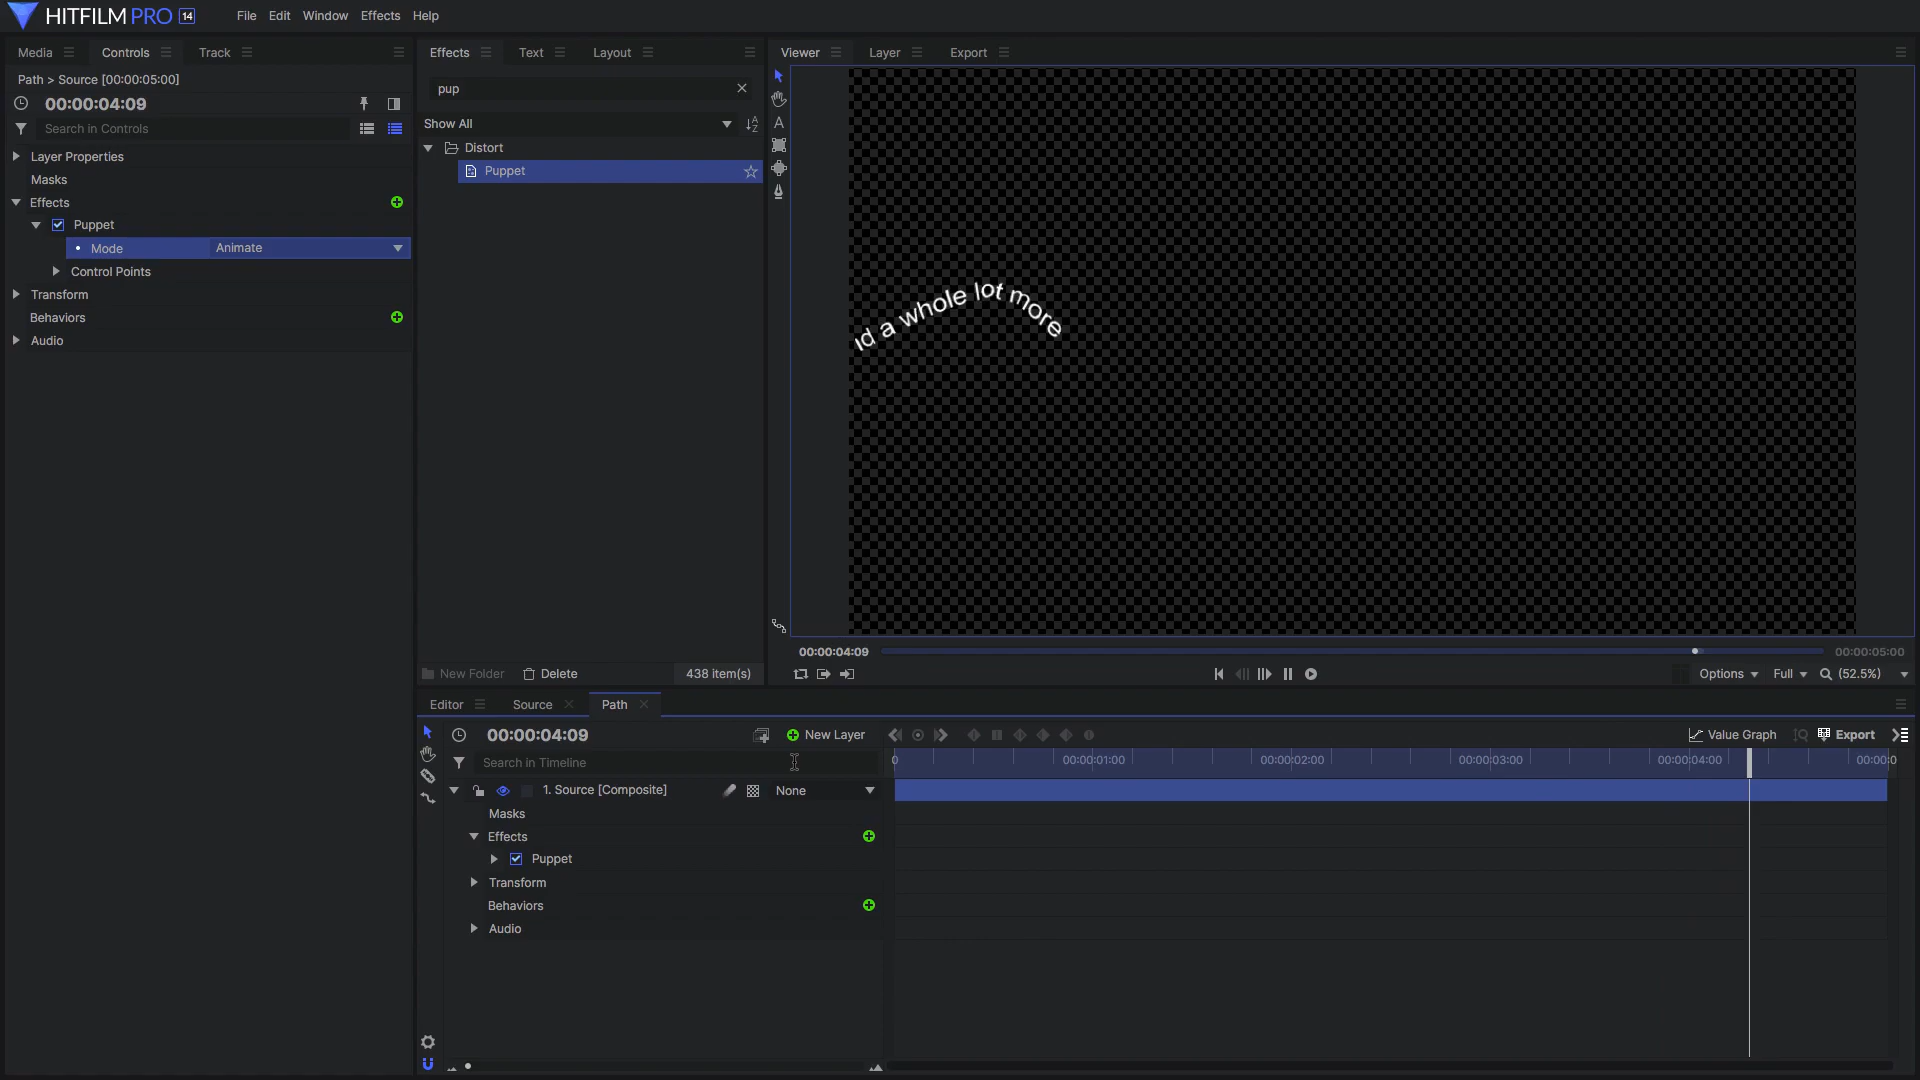 HITFILM PRO 14 File Edit Window Effects Help
Media Controls Track
Path > Source [00:00:05:00]
00:00:04:09
Search in Controls
Layer Properties
Masks
Effects
Puppet
Mode Animate
Control Points
Transform
Behaviors
Audio
Effects Text Layout
pup
Show All
Distort
Puppet
New Folder Delete 438 item(s)
Viewer Layer Export
a whole lot more
00:00:04:09 00:00:05:00
Options Full (52.5%)
Editor Source Path
00:00:04:09 New Layer Value Graph Export
Search in Timeline 0 00:00:01:00 00:00:02:00 00:00:03:00 00:00:04:00 00:00:0
1. Source [Composite] None
Masks
Effects
Puppet
Transform
Behaviors
Audio